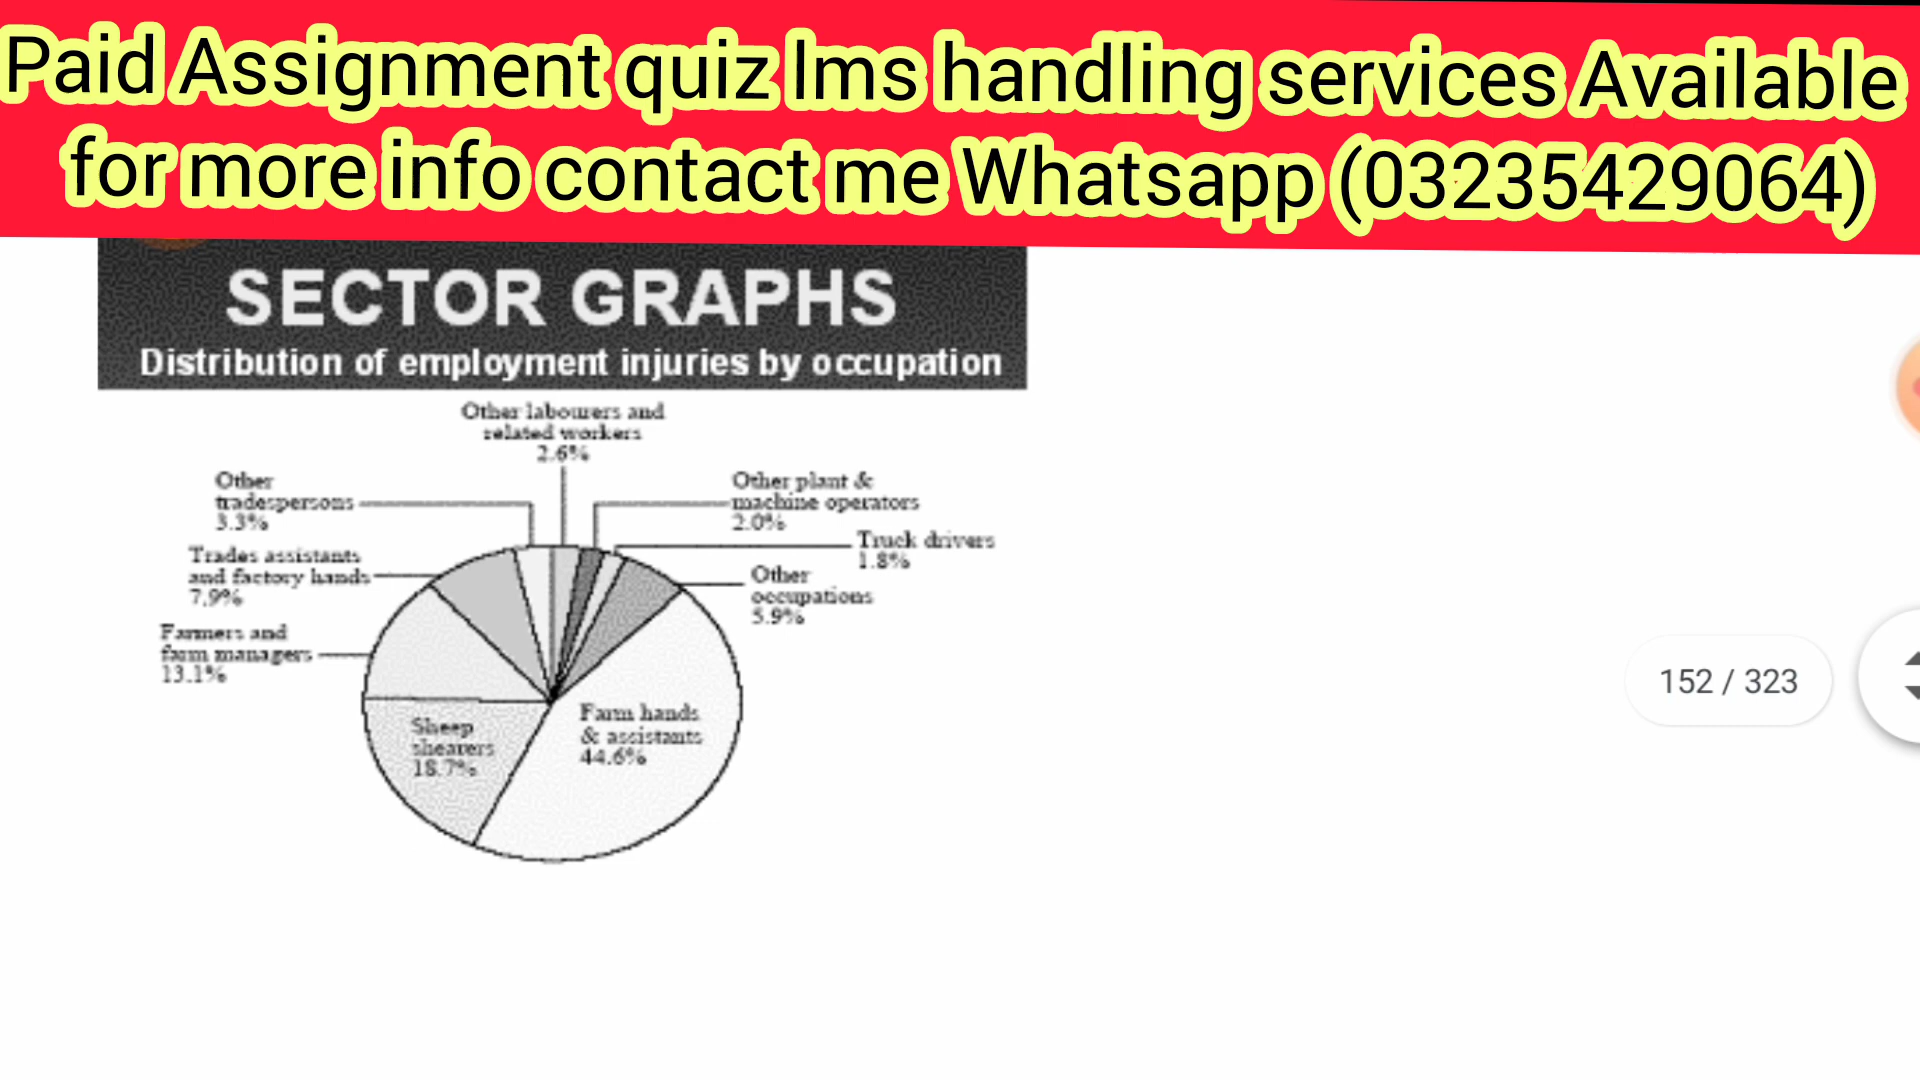 Paid Assignment quiz lms handling services Available
for more info contact me Whatsapp (03235429064)
SECTOR GRAPHS
Distribution of employment injuries by occupation
Other labourers and
related workers
2.6%
Other
tradespersons
3.3%
Other plant &
machine operators
2.0%
Truck drivers
1.8%
Trades assistants
and factory hands
7.9%
Other
occupations
5.9%
Farmers and
farm managers
13.1%
Sheep
shearers
18.7%
Farm hands
& assistants
44.6%
152 / 323